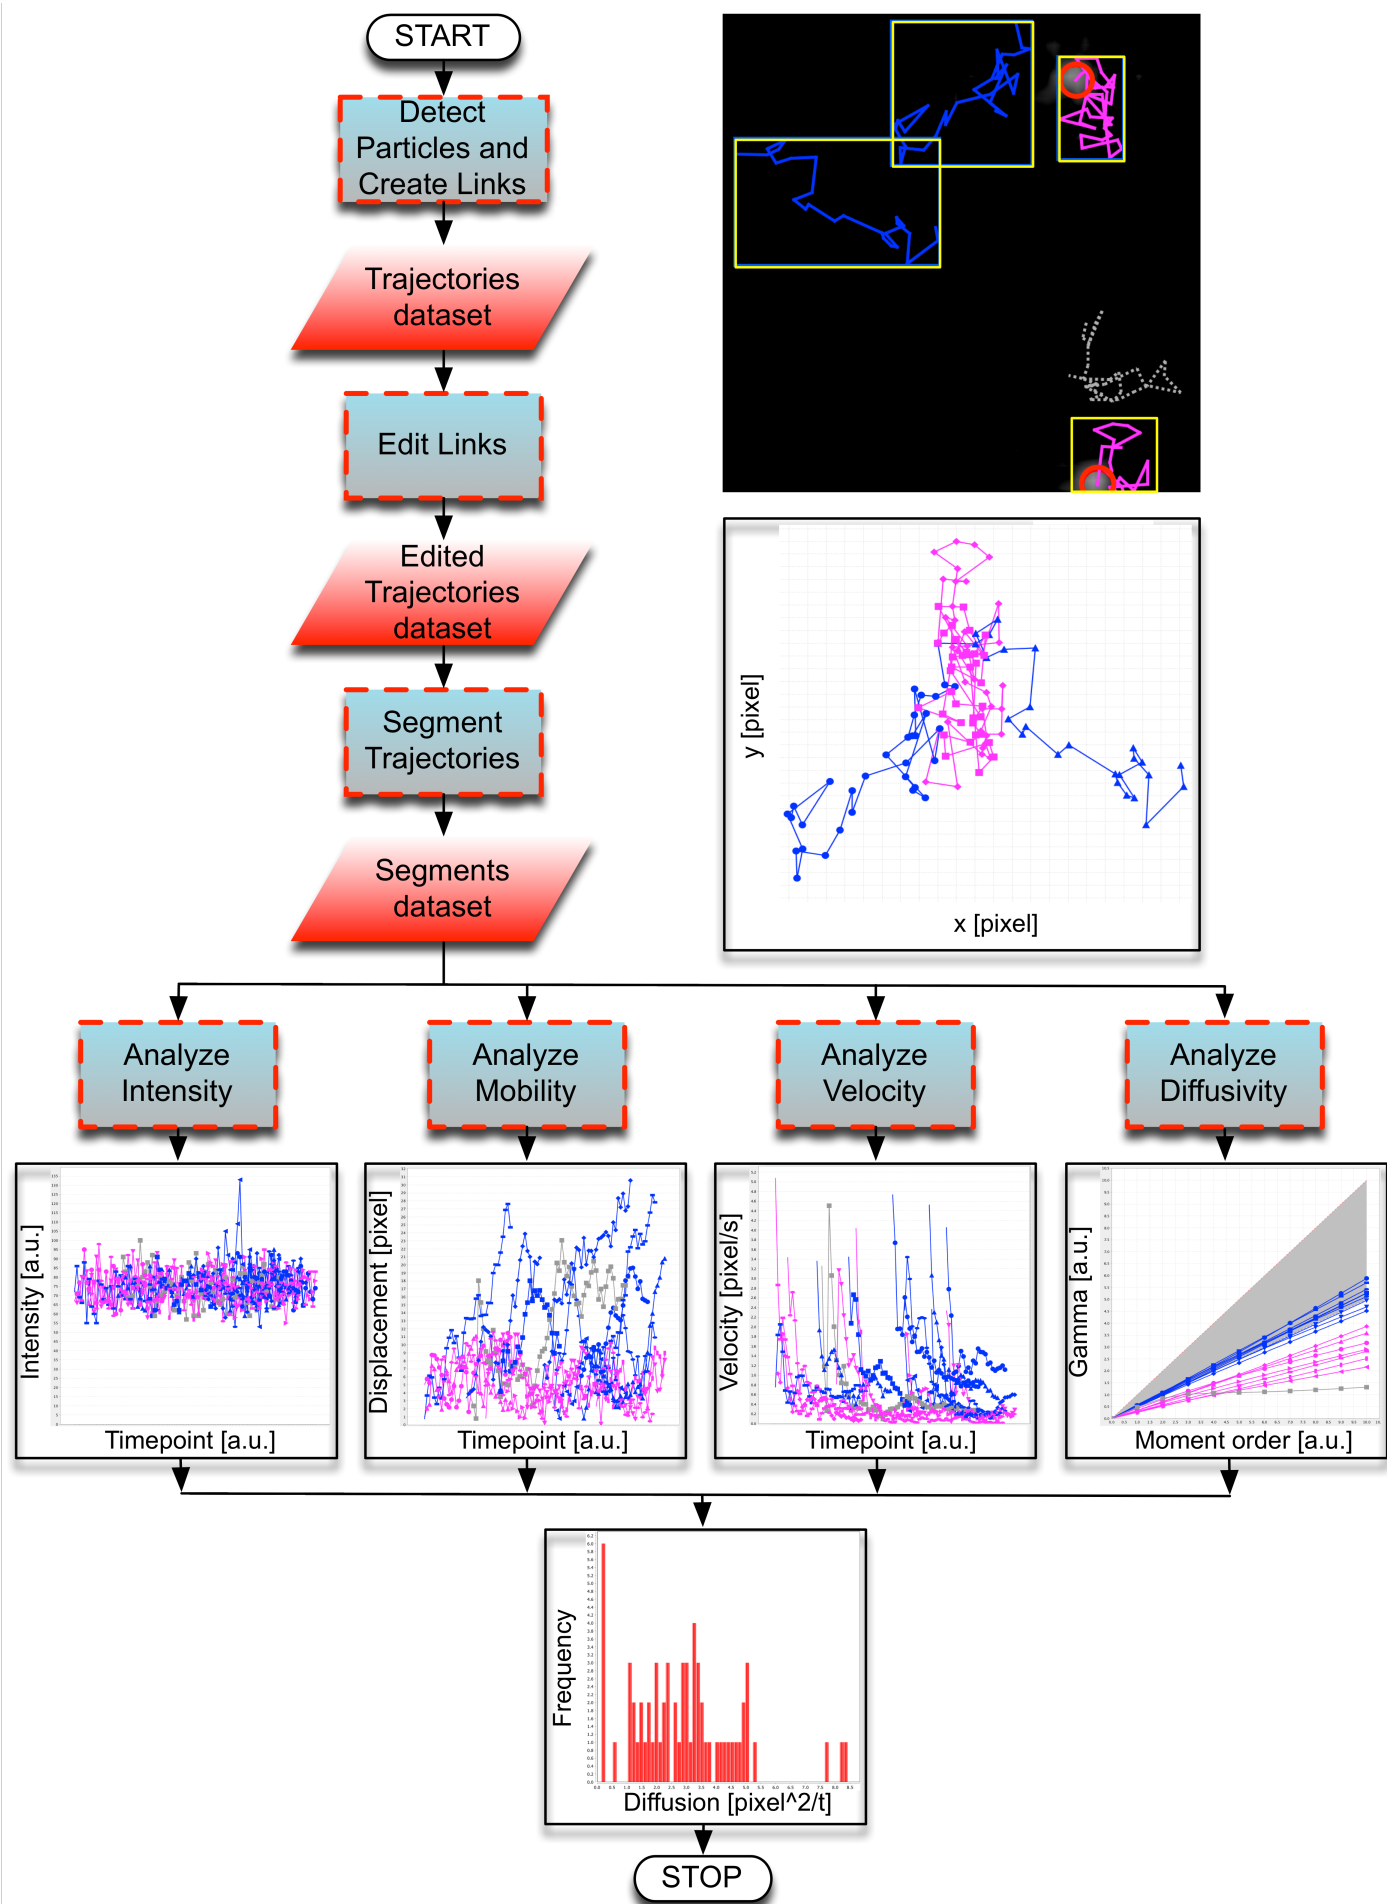 START
Detect
Particles and
Create Links
Trajectories
dataset
Edit Links
Edited
Trajectories
dataset
Segment
Trajectories
Segments
dataset
y [pixel]
x [pixel]
Analyze
Intensity
Analyze
Mobility
Analyze
Velocity
Analyze
Diffusivity
Intensity [a.u.]
Timepoint [a.u.]
Displacement [pixel]
Timepoint [a.u.]
Velocity [pixel/s]
Timepoint [a.u.]
Gamma [a.u.]
Moment order [a.u.]
Frequency
Diffusion [pixel^2/t]
STOP